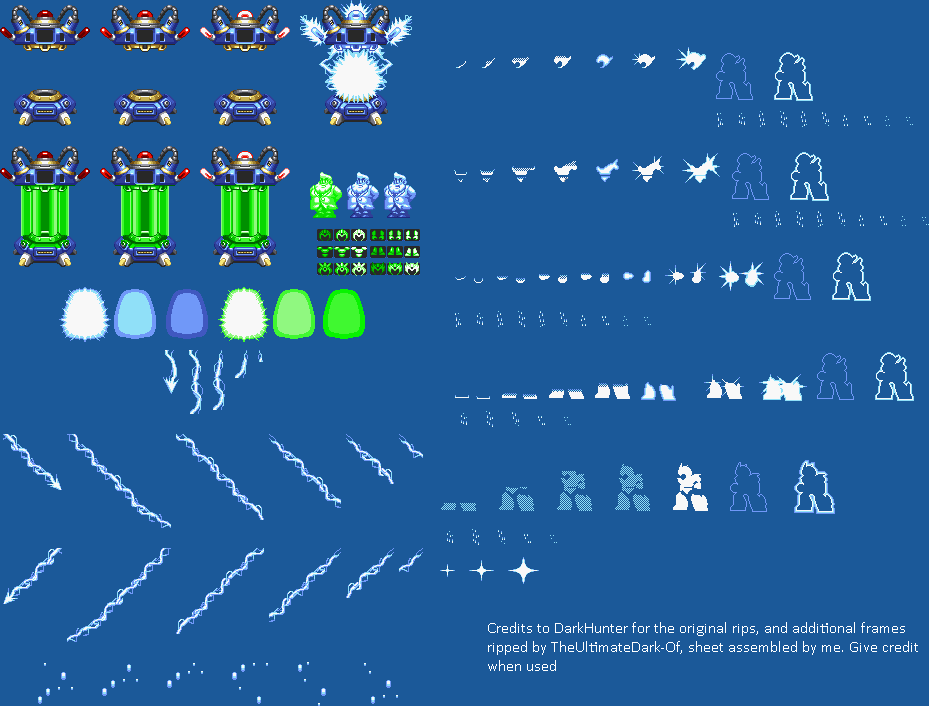 Credits to DarkHunter for the original rips, and additional frames
ripped by TheUltimateDark-Of, sheet assembled by me. Give credit
when used